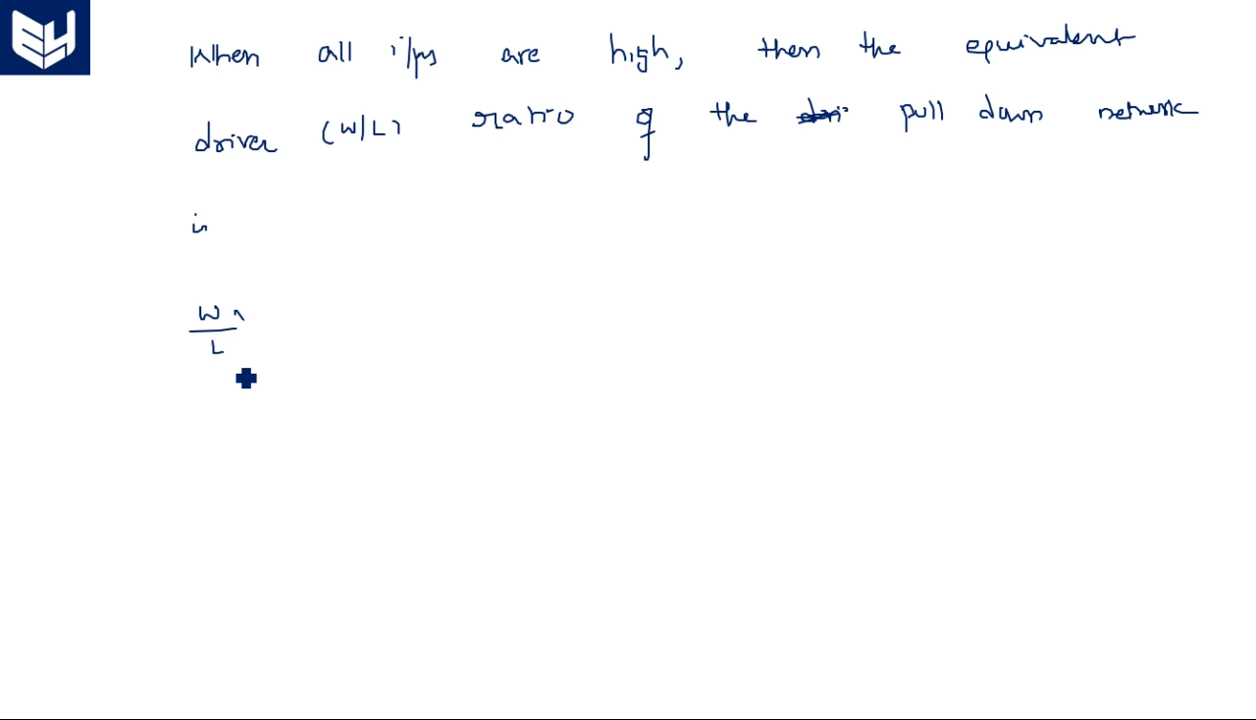 When all i/ps are high, then the equivalent
driver (W/L) ratio of the pull down network
is
W
L